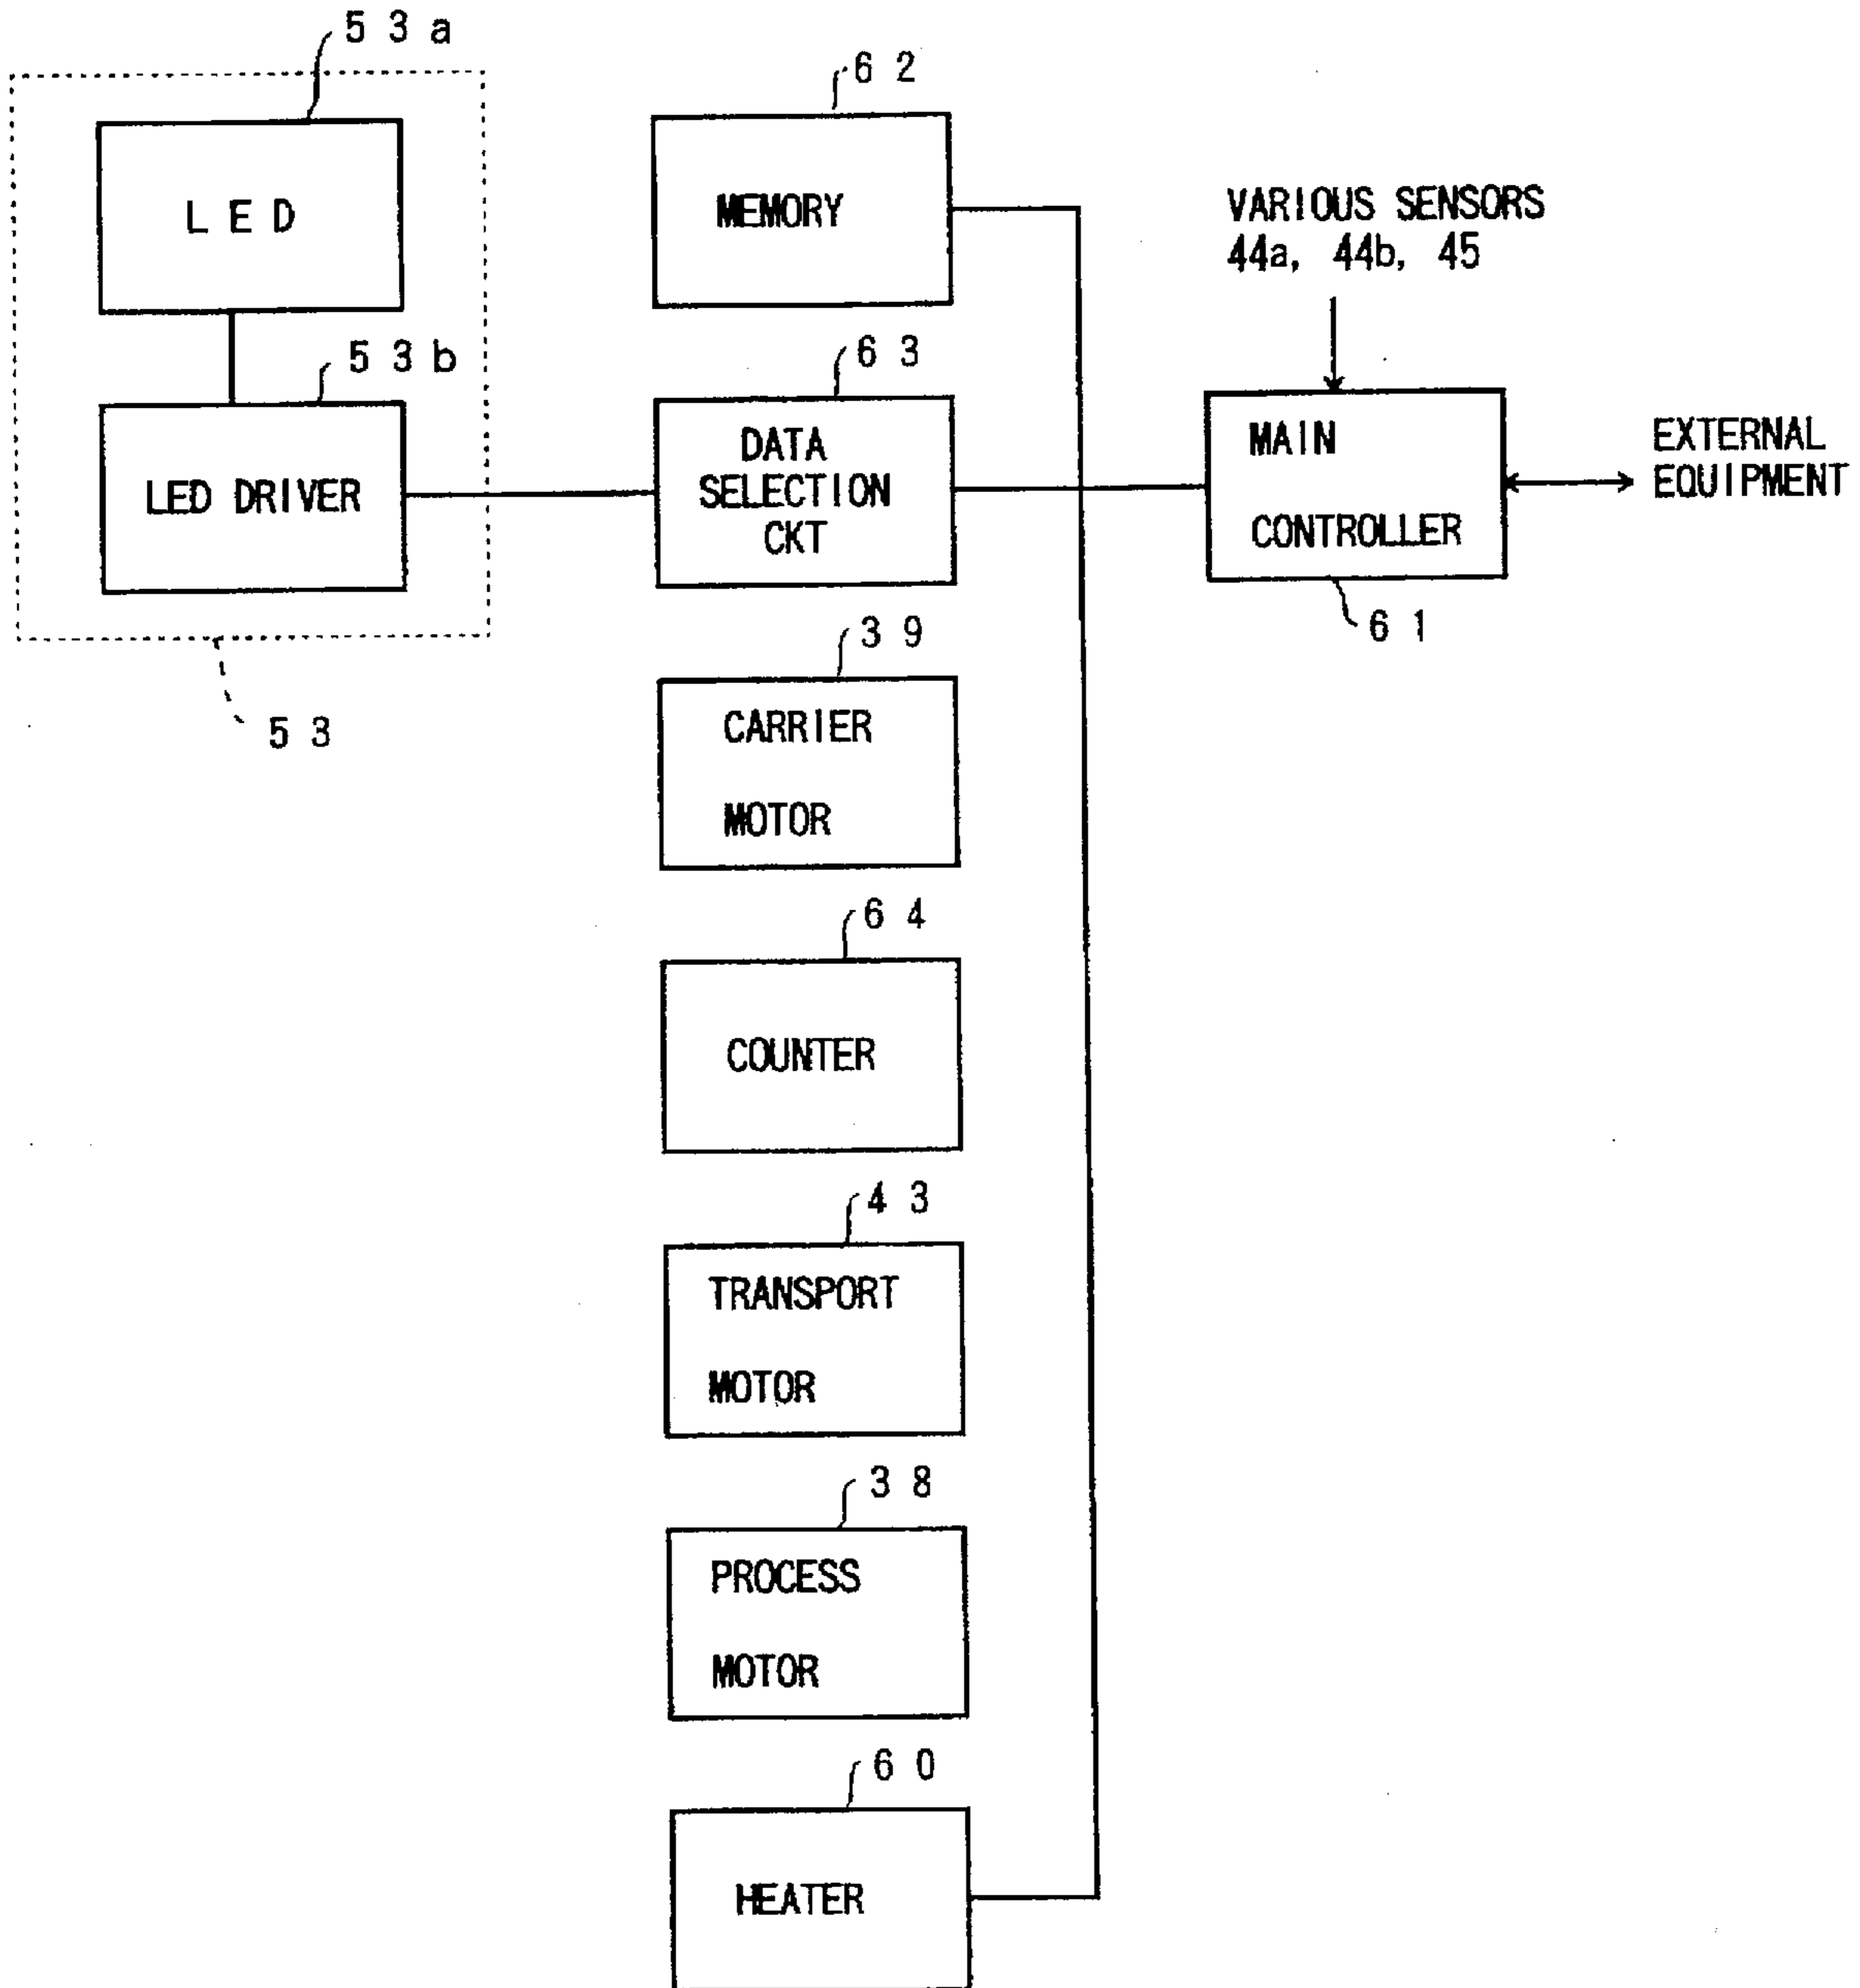 53a
LED
53b
LED DRIVER
53
62
MEMORY
63
DATA
SELECTION
CKT
39
CARRIER
MOTOR
64
COUNTER
43
TRANSPORT
MOTOR
38
PROCESS
MOTOR
60
HEATER
VARIOUS SENSORS
44a, 44b, 45
MAIN
CONTROLLER
61
EXTERNAL
EQUIPMENT